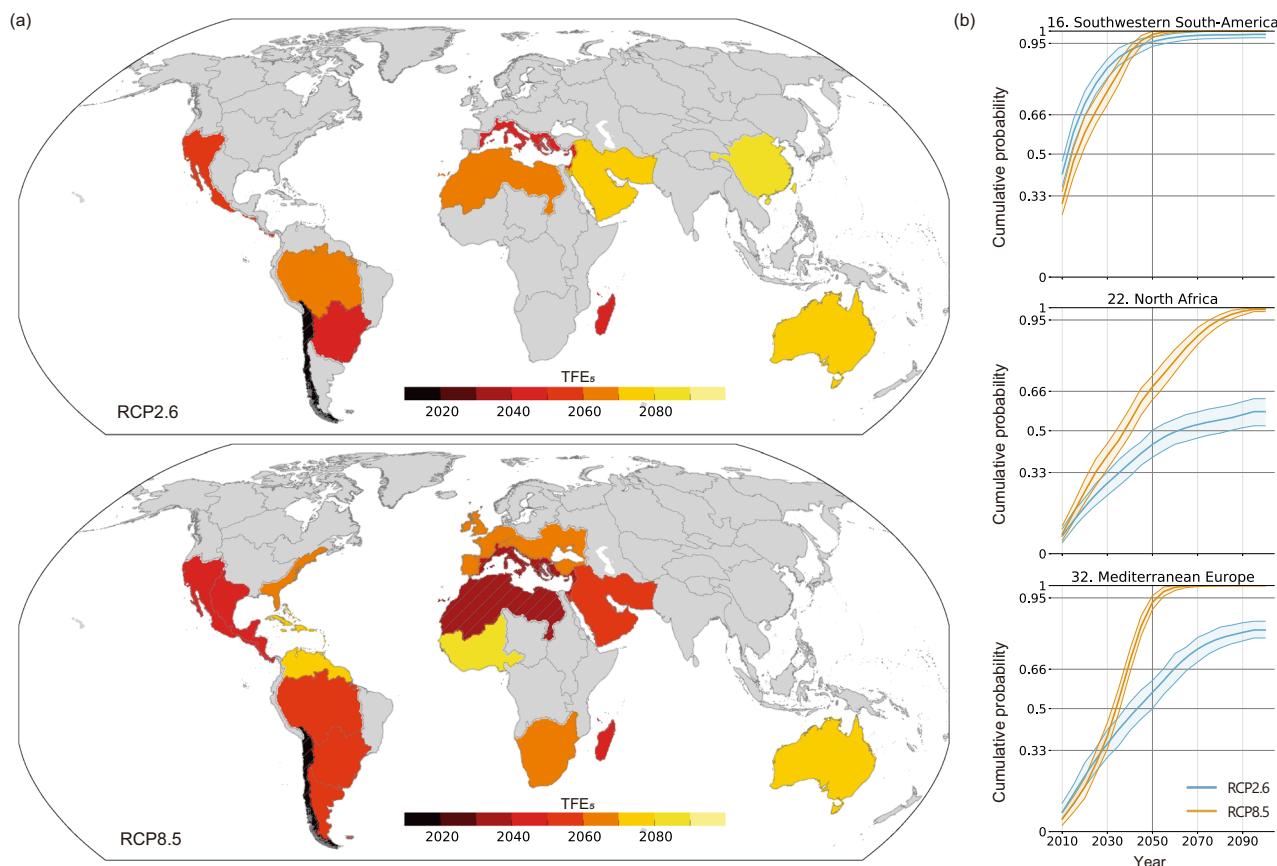 (a)
TFE₅
2020 2040 2060 2080
RCP2.6
TFE₅
2020 2040 2060 2080
RCP8.5
(b)
16. Southwestern South-America
1
0.95
0.66
0.5
0.33
0
Cumulative probability
22. North Africa
1
0.95
0.66
0.5
0.33
0
Cumulative probability
32. Mediterranean Europe
1
0.95
0.66
0.5
0.33
0
Cumulative probability
RCP2.6
RCP8.5
2010 2030 2050 2070 2090
Year